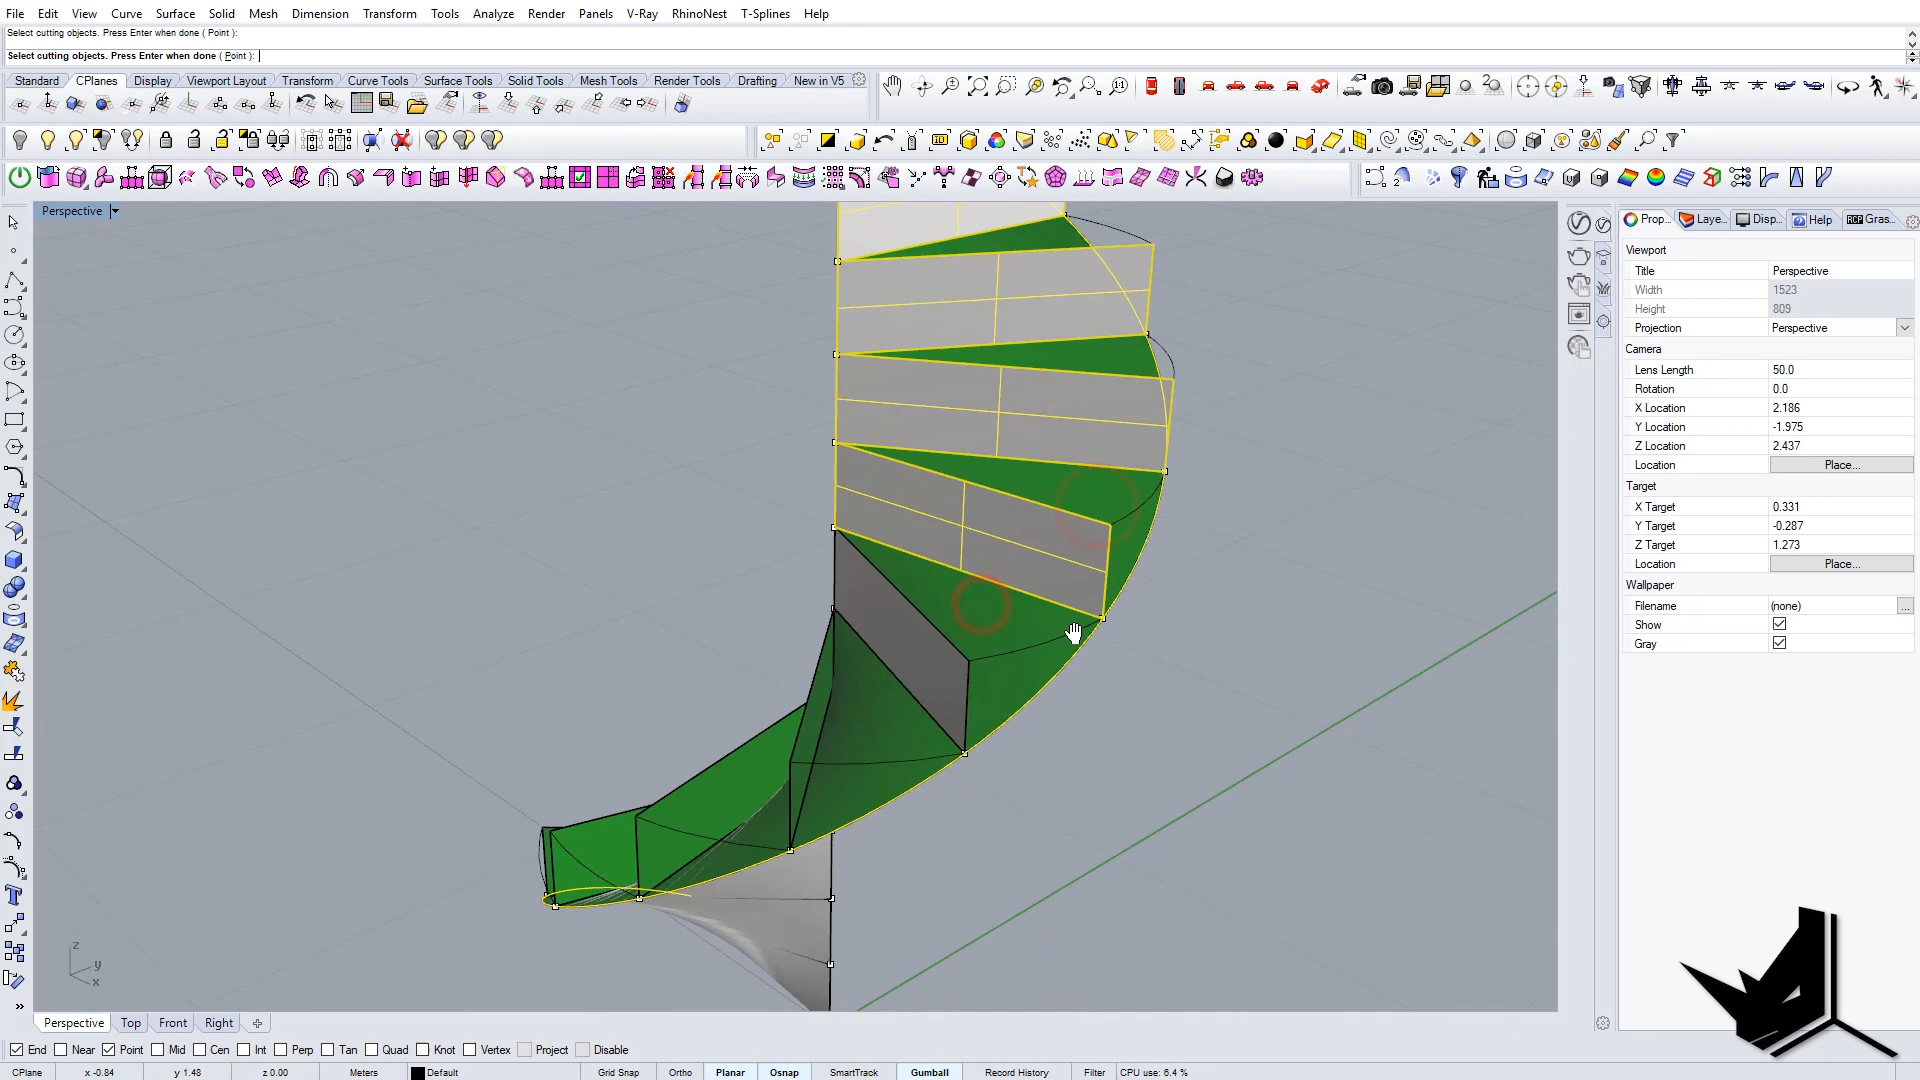 File Edit View Curve Surface Solid Mesh Dimension Transform Tools Analyze Render Panels V-Ray RhinoNest T-Splines Help
Select cutting objects. Press Enter when done ( Point ):
Select cutting objects. Press Enter when done ( Point ):
Standard CPlanes Display Viewport Layout Transform Curve Tools Surface Tools Solid Tools Mesh Tools Render Tools Drafting New in V5
Perspective
Prop... Laye... Disp... Help Gras...
Viewport
Title Perspective
Width 1523
Height 809
Projection Perspective
Camera
Lens Length 50.0
Rotation 0.0
X Location 2.186
Y Location -1.975
Z Location 2.437
Location Place...
Target
X Target 0.331
Y Target -0.287
Z Target 1.273
Location Place...
Wallpaper
Filename (none) ...
Show
Gray
z
y
x
Perspective Top Front Right
End Near Point Mid Cen Int Perp Tan Quad Knot Vertex Project Disable
CPlane x -0.84 y 1.48 z 0.00 Meters Default Grid Snap Ortho Planar Osnap SmartTrack Gumball Record History Filter CPU use: 6.4 %